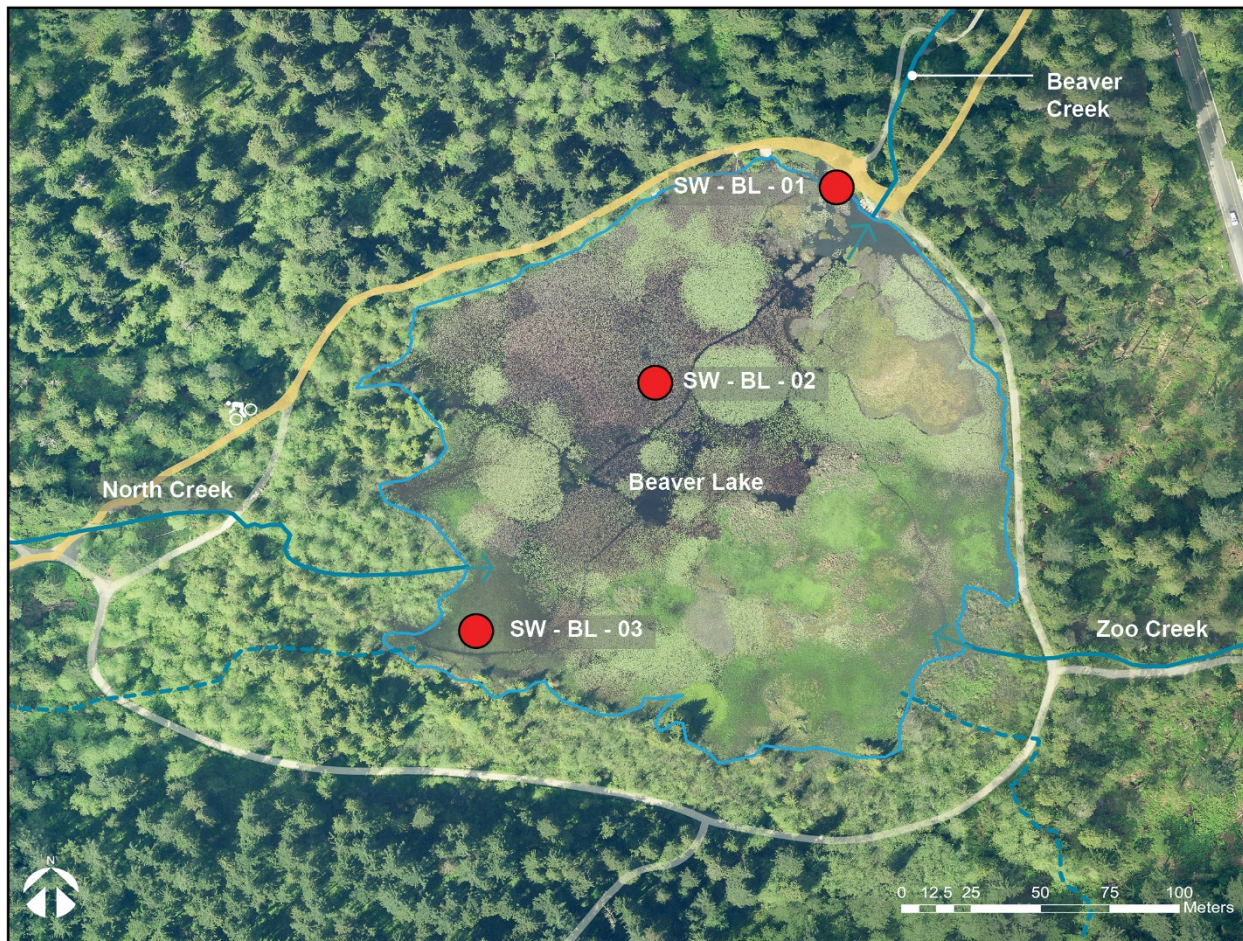 Beaver
Creek
SW - BL - 01
SW - BL - 02
Beaver Lake
North Creek
SW - BL - 03
Zoo Creek
N
0 12.5 25 50 75 100
Meters